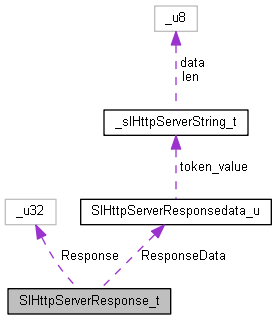 _u8
data
len
_slHttpServerString_t
token_value
_u32
SlHttpServerResponsedata_u
Response
ResponseData
SlHttpServerResponse_t